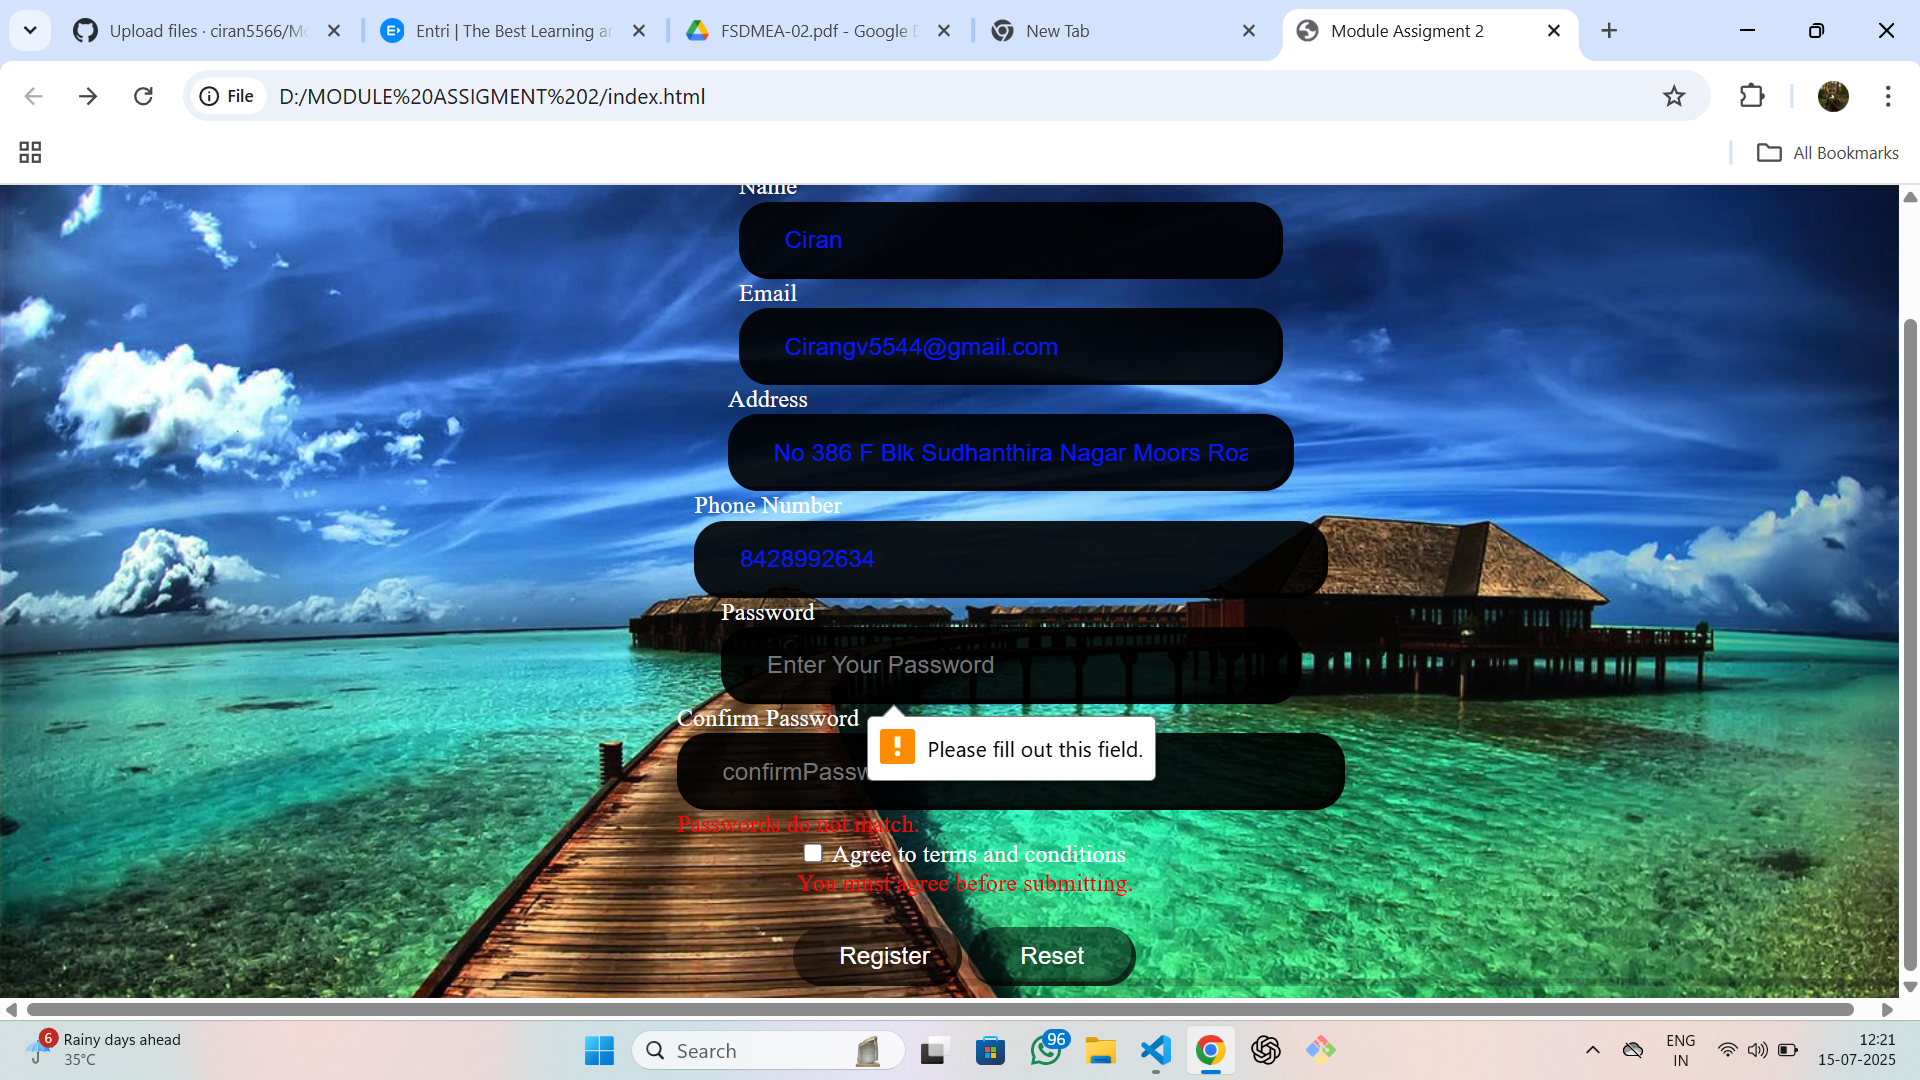 Upload files · ciran5566/Mo
Entri | The Best Learning ar
FSDMEA-02.pdf - Google D
New Tab
Module Assigment 2
File
D:/MODULE%20ASSIGMENT%202/index.html
All Bookmarks
Name
Ciran
Email
Cirangv5544@gmail.com
Address
No 386 F Blk Sudhanthira Nagar Moors Roa
Phone Number
8428992634
Password
Enter Your Password
Confirm Password
Please fill out this field.
confirmPassw
Passwords do not match.
Agree to terms and conditions
You must agree before submitting.
Register
Reset
6
Rainy days ahead
35°C
Search
96
ENG
IN
12:21
15-07-2025